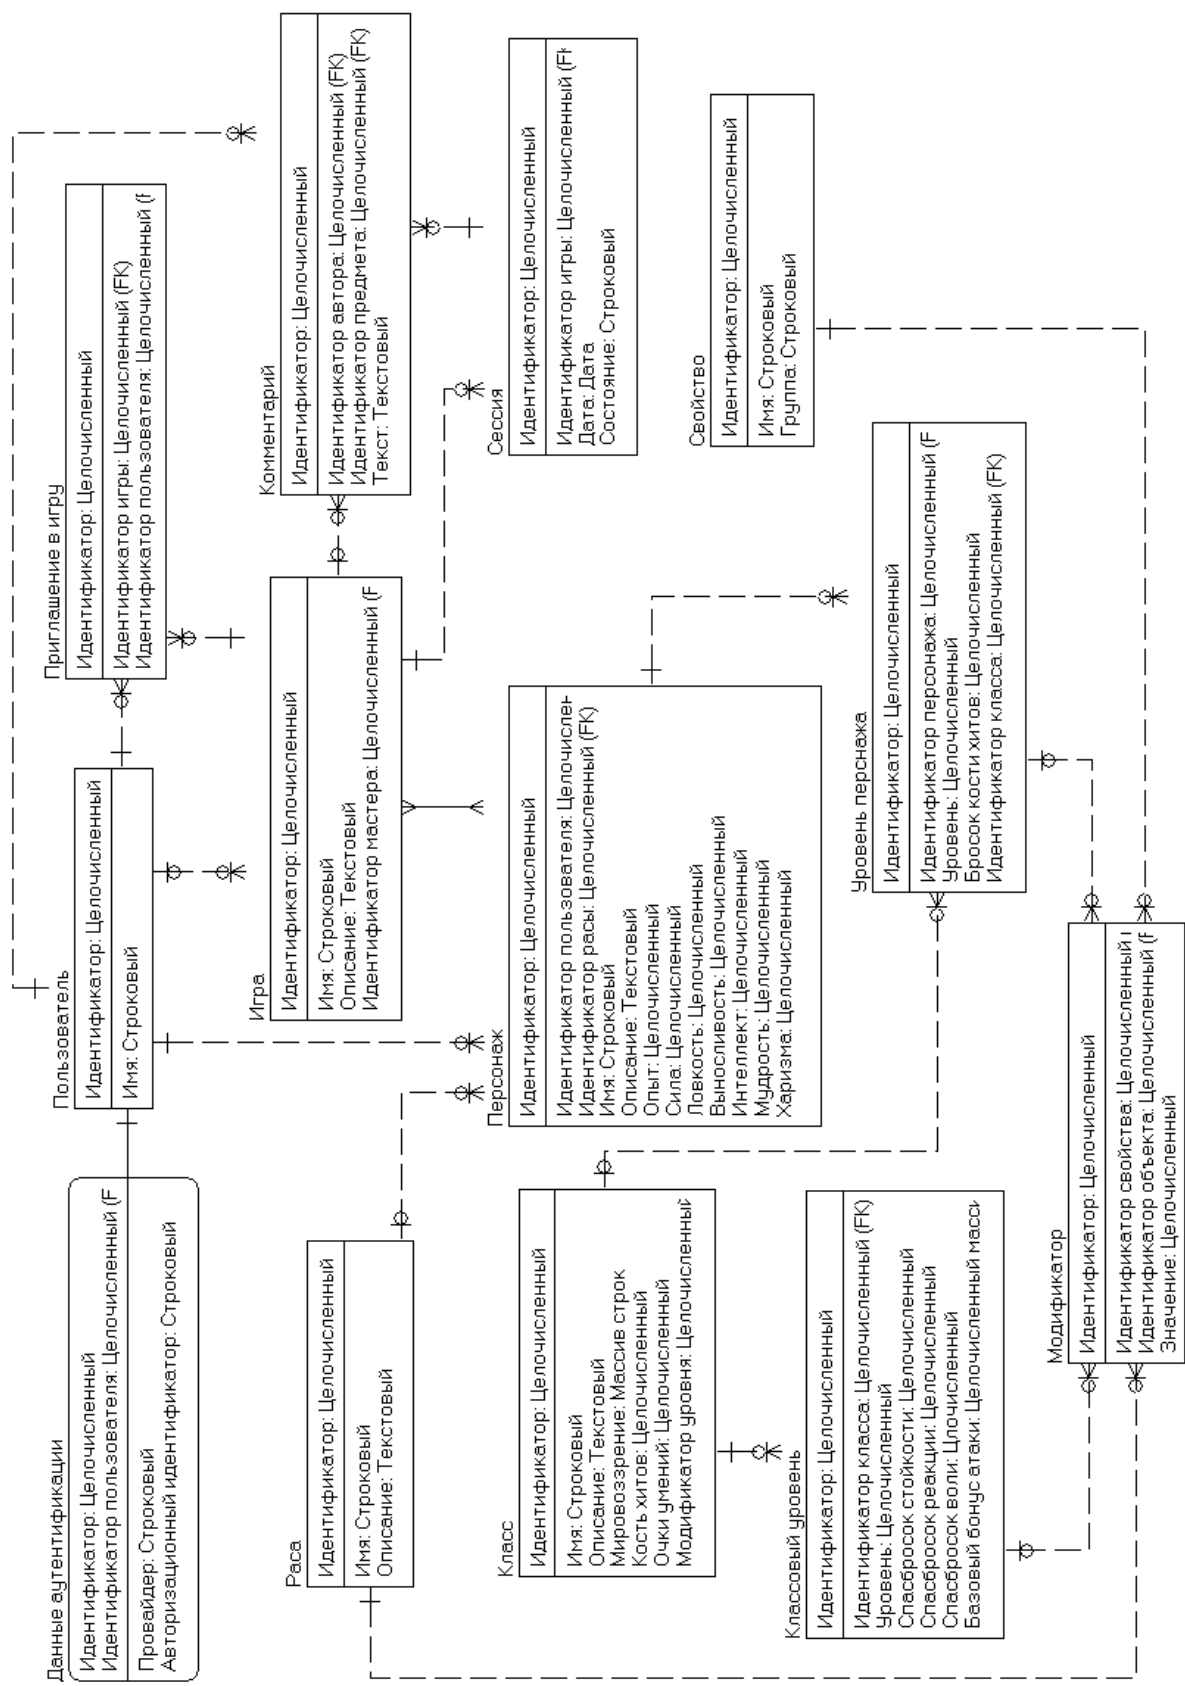 Данные аутентификации
Идентификатор: Целочисленный
Идентификатор пользователя: Целочисленный (F
Провайдер: Строковый
Авторизационный идентификатор: Строковый
Пользователь
Идентификатор: Целочисленный
Имя: Строковый
Приглашение в игру
Идентификатор: Целочисленный
Идентификатор игры: Целочисленный (FK)
Идентификатор пользователя: Целочисленный (F
Раса
Идентификатор: Целочисленный
Имя: Строковый
Описание: Текстовый
Игра
Идентификатор: Целочисленный
Имя: Строковый
Описание: Текстовый
Идентификатор мастера: Целочисленный (F
Комментарий
Идентификатор: Целочисленный
Идентификатор автора: Целочисленный (FK)
Идентификатор предмета: Целочисленный (FK)
Текст: Текстовый
Класс
Идентификатор: Целочисленный
Имя: Строковый
Описание: Текстовый
Мировоззрение: Массив строк
Кость хитов: Целочисленный
Очки умений: Целочисленный
Модификатор уровня: Целочисленный
Персонаж
Идентификатор: Целочисленный
Идентификатор пользователя: Целочислен
Идентификатор расы: Целочисленный (FK)
Имя: Строковый
Описание: Текстовый
Опыт: Целочисленный
Сила: Целочисленный
Ловкость: Целочисленный
Выносливость: Целочисленный
Интеллект: Целочисленный
Мудрость: Целочисленный
Харизма: Целочисленный
Сессия
Идентификатор: Целочисленный
Идентификатор игры: Целочисленный (FK
Дата: Дата
Состояние: Строковый
Свойство
Идентификатор: Целочисленный
Имя: Строковый
Группа: Строковый
Классовый уровень
Идентификатор: Целочисленный
Идентификатор класса: Целочисленный (FK)
Уровень: Целочисленный
Спасбросок стойкости: Целочисленный
Спасбросок реакции: Целочисленный
Спасбросок воли: Цлочисленный
Базовый бонус атаки: Целочисленный масси
Уровень перснажа
Идентификатор: Целочисленный
Идентификатор персонажа: Целочисленный (F
Уровень: Целочисленный
Бросок кости хитов: Целочисленный
Идентификатор класса: Целочисленный (FK)
Модификатор
Идентификатор: Целочисленный
Идентификатор свойства: Целочисленный
Идентификатор объекта: Целочисленный (F
Значение: Целочисленный